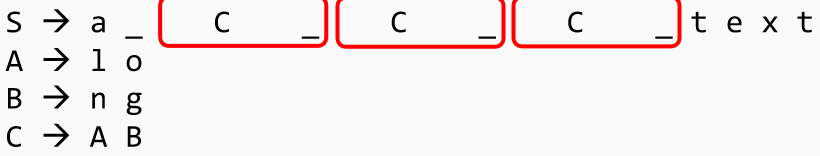 S → a _ C _ C _ C _ t e x t
A → l o
B → n g
C → A B